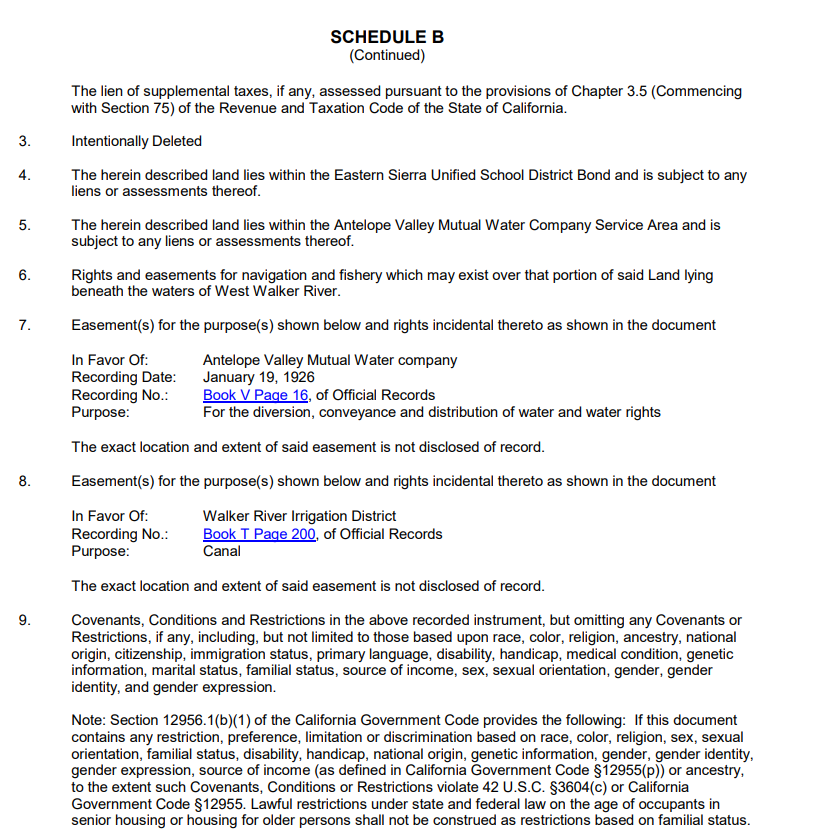 SCHEDULE B
(Continued)
The lien of supplemental taxes, if any, assessed pursuant to the provisions of Chapter 3.5 (Commencing
with Section 75) of the Revenue and Taxation Code of the State of California.
3. Intentionally Deleted
4. The herein described land lies within the Eastern Sierra Unified School District Bond and is subject to any
liens or assessments thereof.
5. The herein described land lies within the Antelope Valley Mutual Water Company Service Area and is
subject to any liens or assessments thereof.
6. Rights and easements for navigation and fishery which may exist over that portion of said Land lying
beneath the waters of West Walker River.
7. Easement(s) for the purpose(s) shown below and rights incidental thereto as shown in the document
In Favor Of: Antelope Valley Mutual Water company
Recording Date: January 19, 1926
Recording No.: Book V Page 16, of Official Records
Purpose: For the diversion, conveyance and distribution of water and water rights
The exact location and extent of said easement is not disclosed of record.
8. Easement(s) for the purpose(s) shown below and rights incidental thereto as shown in the document
In Favor Of: Walker River Irrigation District
Recording No.: Book T Page 200, of Official Records
Purpose: Canal
The exact location and extent of said easement is not disclosed of record.
9. Covenants, Conditions and Restrictions in the above recorded instrument, but omitting any Covenants or
Restrictions, if any, including, but not limited to those based upon race, color, religion, ancestry, national
origin, citizenship, immigration status, primary language, disability, handicap, medical condition, genetic
information, marital status, familial status, source of income, sex, sexual orientation, gender, gender
identity, and gender expression.
Note: Section 12956.1(b)(1) of the California Government Code provides the following: If this document
contains any restriction, preference, limitation or discrimination based on race, color, religion, sex, sexual
orientation, familial status, disability, handicap, national origin, genetic information, gender, gender identity,
gender expression, source of income (as defined in California Government Code §12955(p)) or ancestry,
to the extent such Covenants, Conditions or Restrictions violate 42 U.S.C. §3604(c) or California
Government Code §12955. Lawful restrictions under state and federal law on the age of occupants in
senior housing or housing for older persons shall not be construed as restrictions based on familial status.